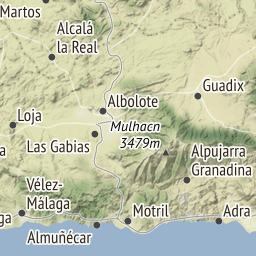 Martos
Alcalá
la Real
Guadix
Albolote
Loja
Mulhacn
3479m
Las Gabias
Alpujarra
Granadina
Vélez-
Málaga
ga
Motril
Adra
Almuñécar